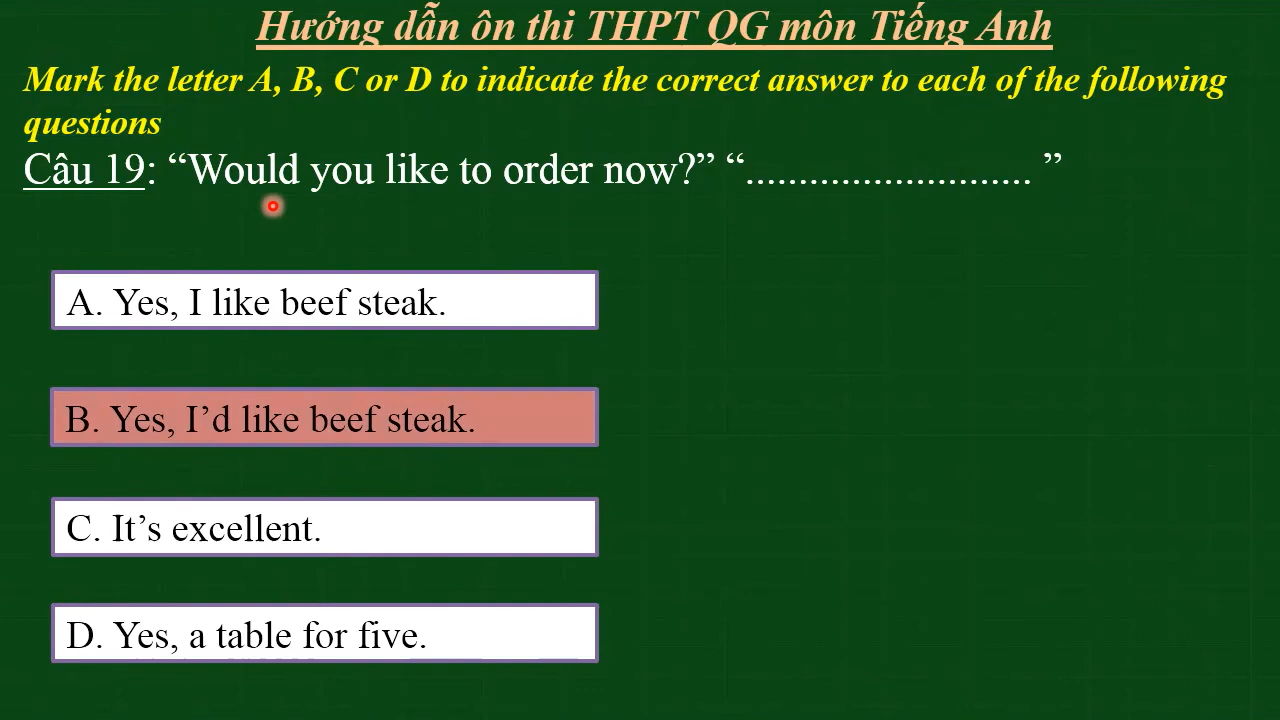 Hướng dẫn ôn thi THPT QG môn Tiếng Anh
Mark the letter A, B, C or D to indicate the correct answer to each of the following
questions
Câu 19: “Would you like to order now?” “...........................”
A. Yes, I like beef steak.
B. Yes, I’d like beef steak.
C. It’s excellent.
D. Yes, a table for five.